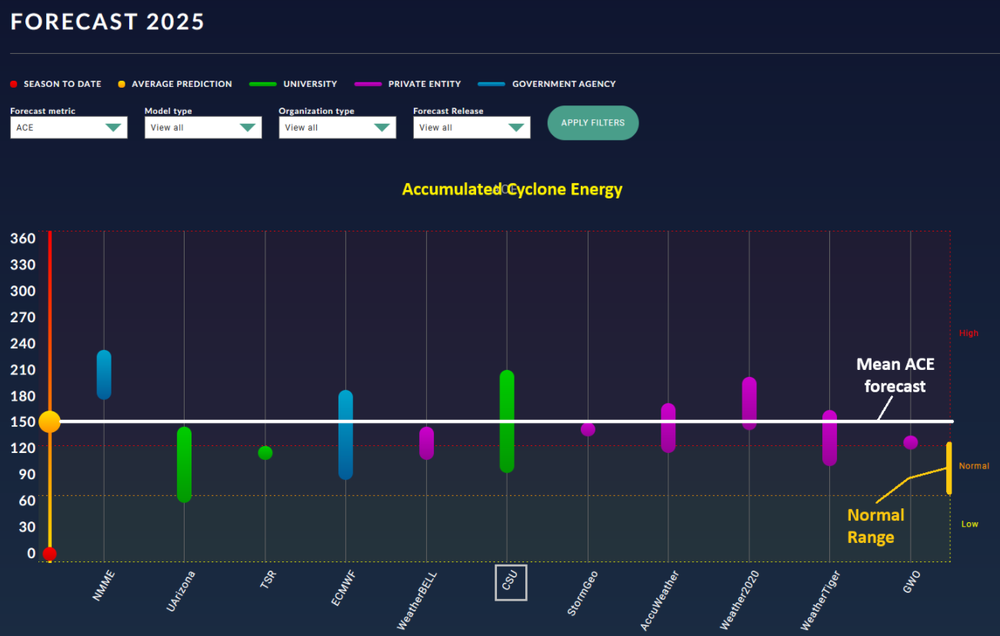 FORECAST 2025
SEASON TO DATE AVERAGE PREDICTION UNIVERSITY PRIVATE ENTITY GOVERNMENT AGENCY
Forecast metric Model type Organization type Forecast Release
ACE View all View all View all APPLY FILTERS
Accumulated Cyclone Energy
360
330
300
270
High
240
Mean ACE
forecast
210
180
150
120
Normal
90
60
Normal
Range
Low
30
0
NMME UArizona TSR ECMWF WeatherBELL CSU StormGeo AccuWeather Weather2020 WeatherTiger GWO